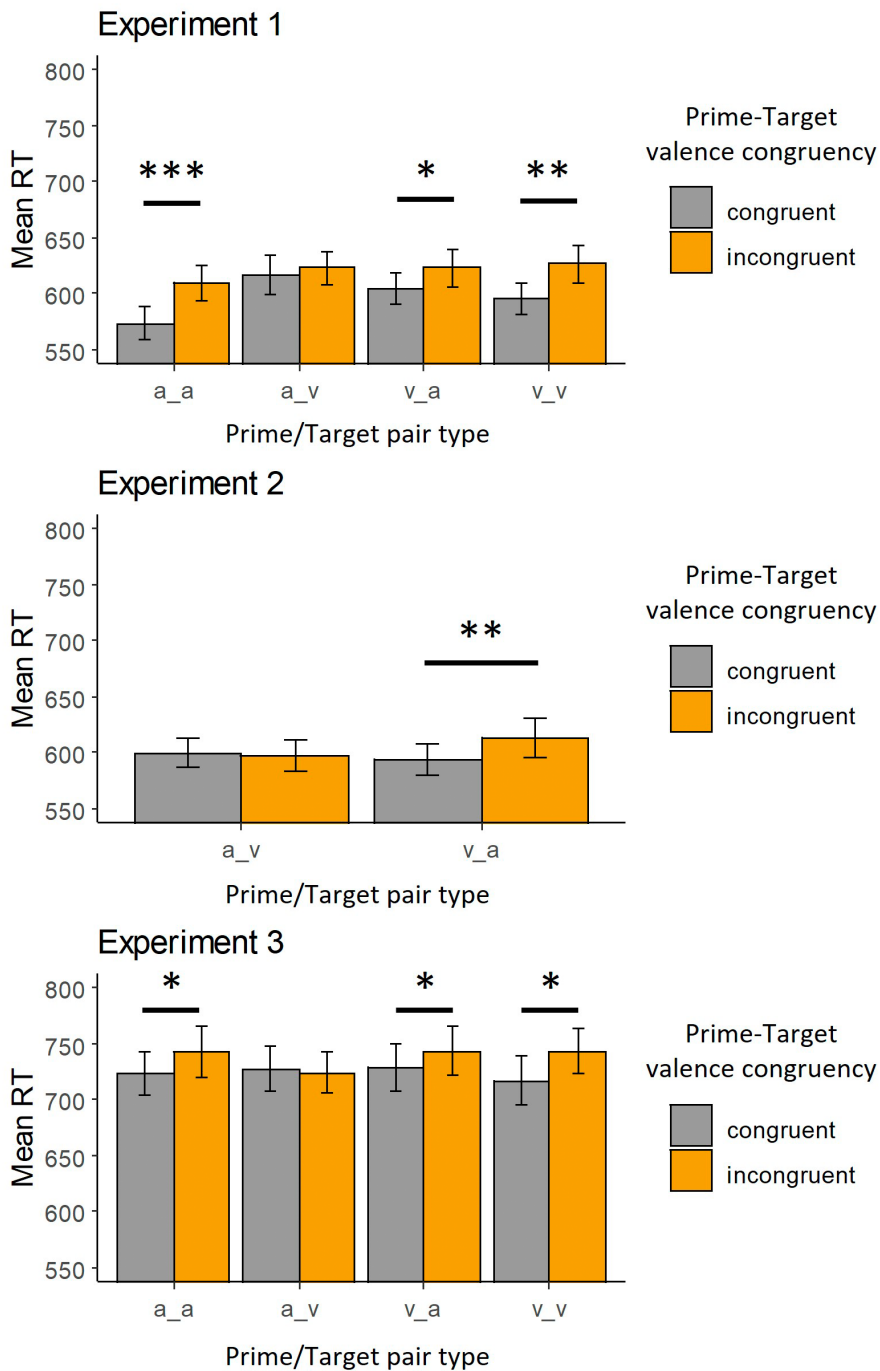 Experiment 1
800
750
700
650
600
550
Mean RT
***
*
**
a_a
a_v
v_a
v_v
Prime/Target pair type
Prime-Target
valence congruency
congruent
incongruent
Experiment 2
800
750
700
650
600
550
Mean RT
**
a_v
v_a
Prime/Target pair type
Prime-Target
valence congruency
congruent
incongruent
Experiment 3
800
750
700
650
600
550
Mean RT
*
*
*
a_a
a_v
v_a
v_v
Prime/Target pair type
Prime-Target
valence congruency
congruent
incongruent